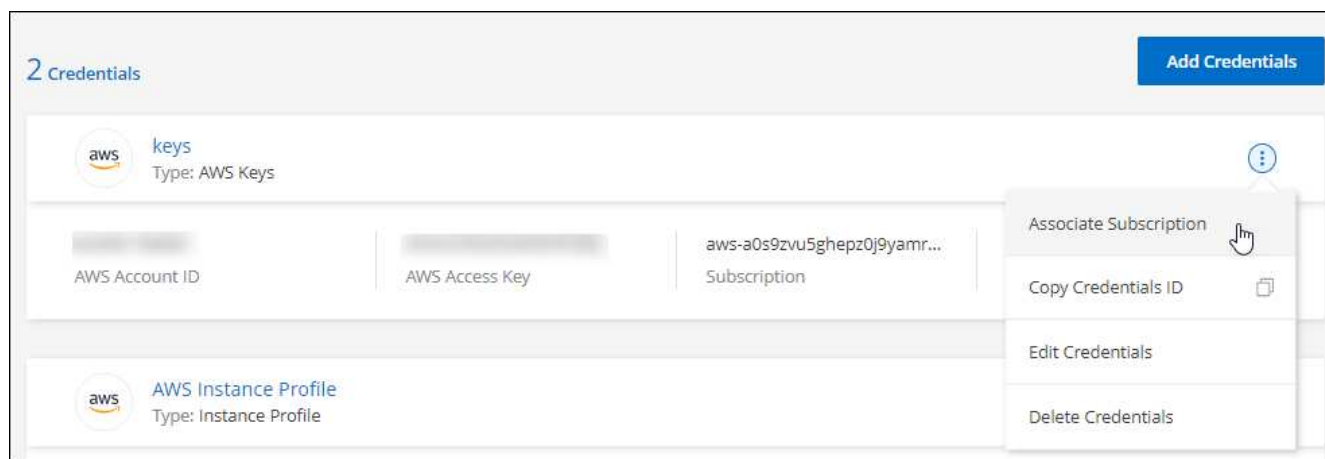 2 Credentials
Add Credentials
aws
keys
Type: AWS Keys
AWS Account ID
AWS Access Key
aws-a0s9zvu5ghepz0j9yamr...
Subscription
Associate Subscription
Copy Credentials ID
Edit Credentials
Delete Credentials
aws
AWS Instance Profile
Type: Instance Profile